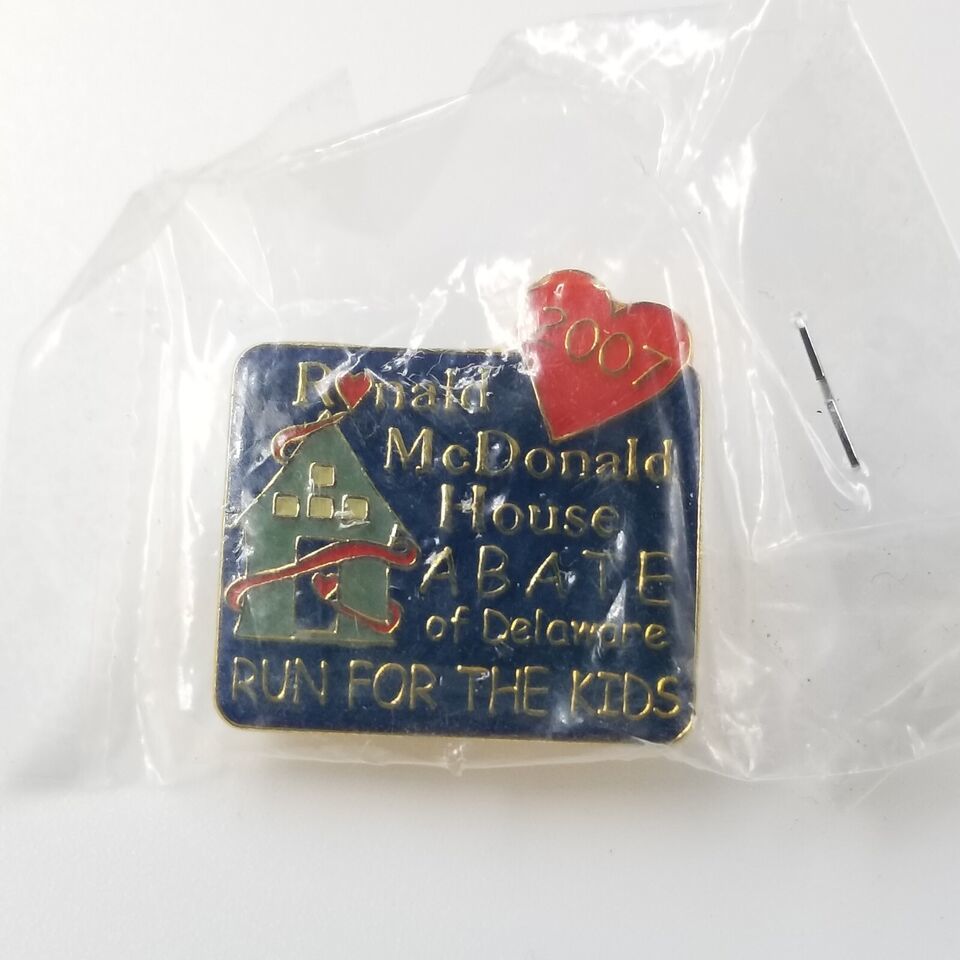 2007
Ronald
McDonald
House
ABATE
of Delaware
RUN FOR THE KIDS